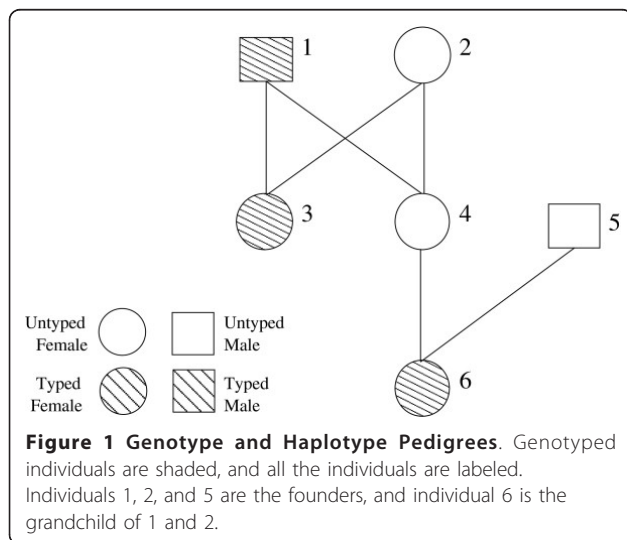 1
2
3
4
5
6
Untyped
Female
Untyped
Male
Typed
Female
Typed
Male
Figure 1 Genotype and Haplotype Pedigrees. Genotyped
individuals are shaded, and all the individuals are labeled.
Individuals 1, 2, and 5 are the founders, and individual 6 is the
grandchild of 1 and 2.